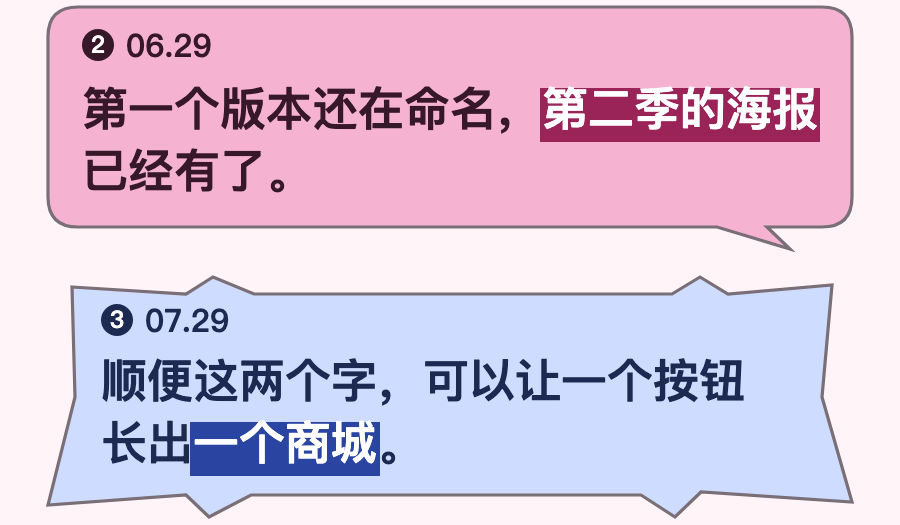 2 06.29
第一个版本还在命名，第二季的海报
已经有了。
3 07.29
顺便这两个字，可以让一个按钮
长出一个商城。